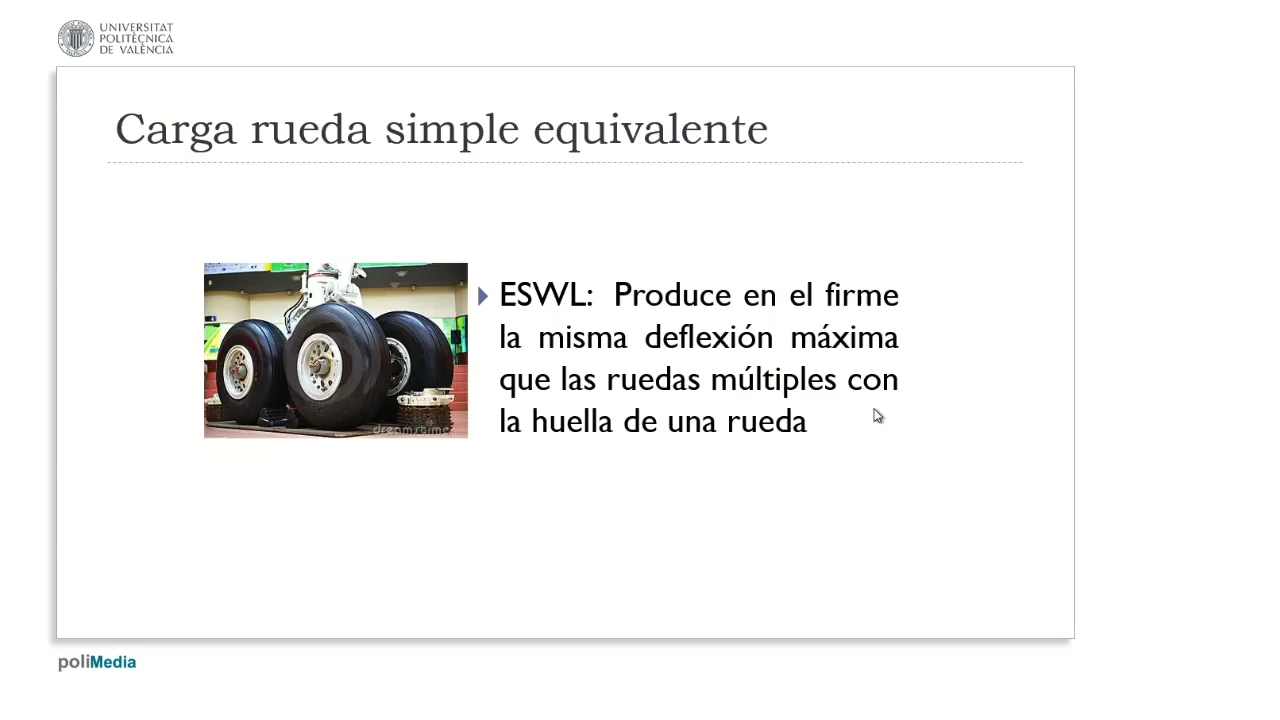 UNIVERSITAT
POLITÈCNICA
DE VALÈNCIA
Carga rueda simple equivalente
ESWL: Produce en el firme
la misma deflexión máxima
que las ruedas múltiples con
la huella de una rueda
dreamstime
poliMedia